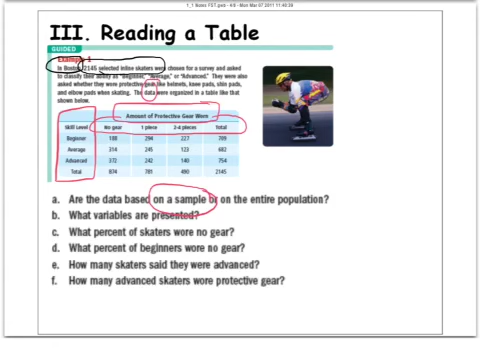 1_1 Notes FST.gwb - 4/8 - Mon Mar 07 2011 11:40:39
III. Reading a Table
GUIDED
Example 1
In Boston, 2145 selected inline skaters were chosen for a survey and asked
to classify their ability as "Beginner," "Average," or "Advanced." They were also
asked whether they were protective gear like helmets, knee pads, shin pads,
and elbow pads when skating. The data were organized in a table like that
shown below.
Amount of Protective Gear Worn
Skill Level No gear 1 piece 2-4 pieces Total
Beginner 188 294 227 709
Average 314 245 123 682
Advanced 372 242 140 754
Total 874 781 490 2145
a. Are the data based on a sample or on the entire population?
b. What variables are presented?
c. What percent of skaters wore no gear?
d. What percent of beginners wore no gear?
e. How many skaters said they were advanced?
f. How many advanced skaters wore protective gear?